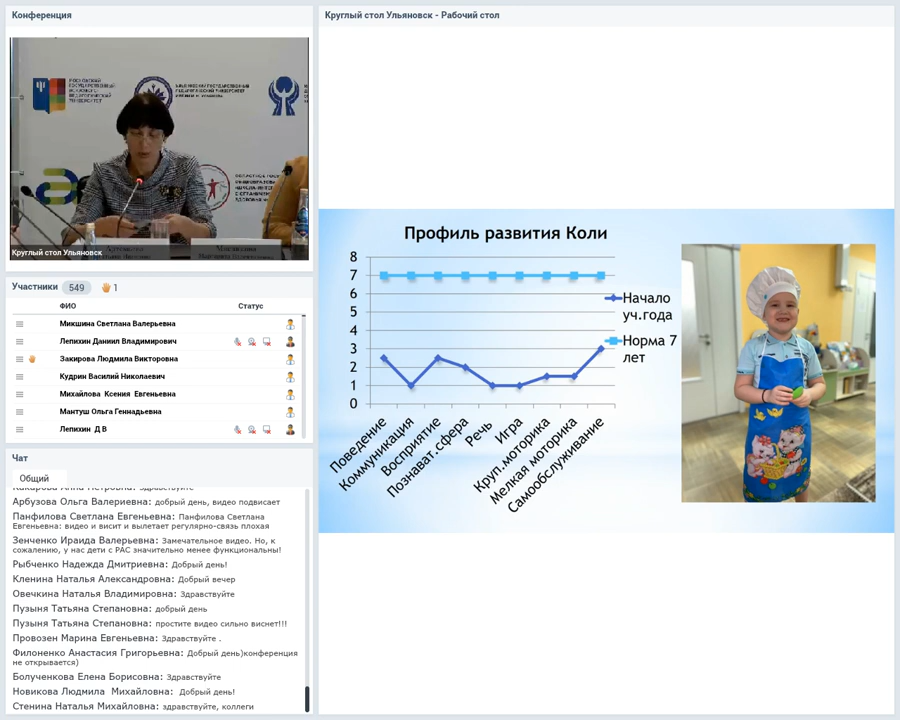 Конференция
МОСКОВСКИЙ
ГОСУДАРСТВЕННЫЙ
ПЕДАГОГИЧЕСКИЙ
УНИВЕРСИТЕТ
Круглый стол Ульяновск
Участники 549 1
ФИО Статус
Микшина Светлана Валерьевна
Лепихин Даниил Владимирович
Закирова Людмила Викторовна
Кудрин Василий Николаевич
Михайлова Ксения Евгеньевна
Мантуш Ольга Геннадьевна
Лепихин Д В
Чат
Общий
Арбузова Ольга Валериевна: добрый день, видео подвисает
Панфилова Светлана Евгеньевна: Панфилова Светлана
Евгеньевна: видео и висит и вылетает регулярно-связь плохая
Зенченко Ираида Валерьевна: Замечательное видео. Но, к
сожалению, у нас дети с РАС значительно менее функциональны!
Рыбченко Надежда Дмитриевна: Добрый день!
Кленина Наталья Александровна: Добрый вечер
Овечкина Наталья Владимировна: Здравствуйте
Пузыня Татьяна Степановна: добрый день
Пузыня Татьяна Степановна: простите видео сильно виснет!!!
Провозен Марина Евгеньевна: Здравствуйте .
Филоненко Анастасия Григорьевна: Добрый день)конференция
не открывается)
Болученкова Елена Борисовна: Здравствуйте
Новикова Людмила Михайловна: Добрый день!
Стенина Наталья Михайловна: здравствуйте, коллеги
Круглый стол Ульяновск - Рабочий стол
Профиль развития Коли
8
7
6
5
4
3
2
1
0
Поведение
Коммуникация
Восприятие
Познават.сфера
Речь
Игра
Круп.моторика
Мелкая моторика
Самообслуживание
Начало
уч.года
Норма 7
лет